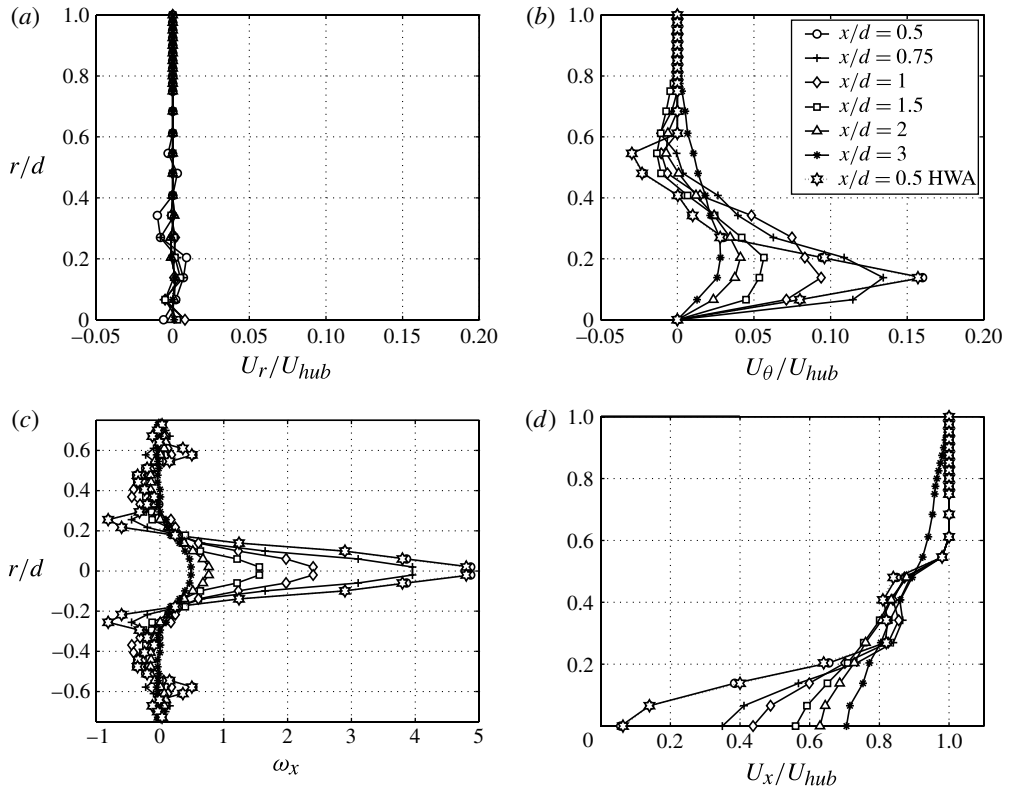 (a)
1.0
0.8
0.6
r/d
0.4
0.2
0
−0.05 0 0.05 0.10 0.15 0.20
U_r/U_hub
(b)
1.0
0.8
0.6
0.4
0.2
0
−0.05 0 0.05 0.10 0.15 0.20
U_θ/U_hub
x/d = 0.5
x/d = 0.75
x/d = 1
x/d = 1.5
x/d = 2
x/d = 3
x/d = 0.5 HWA
(c)
0.6
0.4
0.2
r/d
0
−0.2
−0.4
−0.6
−1 0 1 2 3 4 5
ω_x
(d)
1.0
0.8
0.6
0.4
0.2
0 0.2 0.4 0.6 0.8 1.0
U_x/U_hub